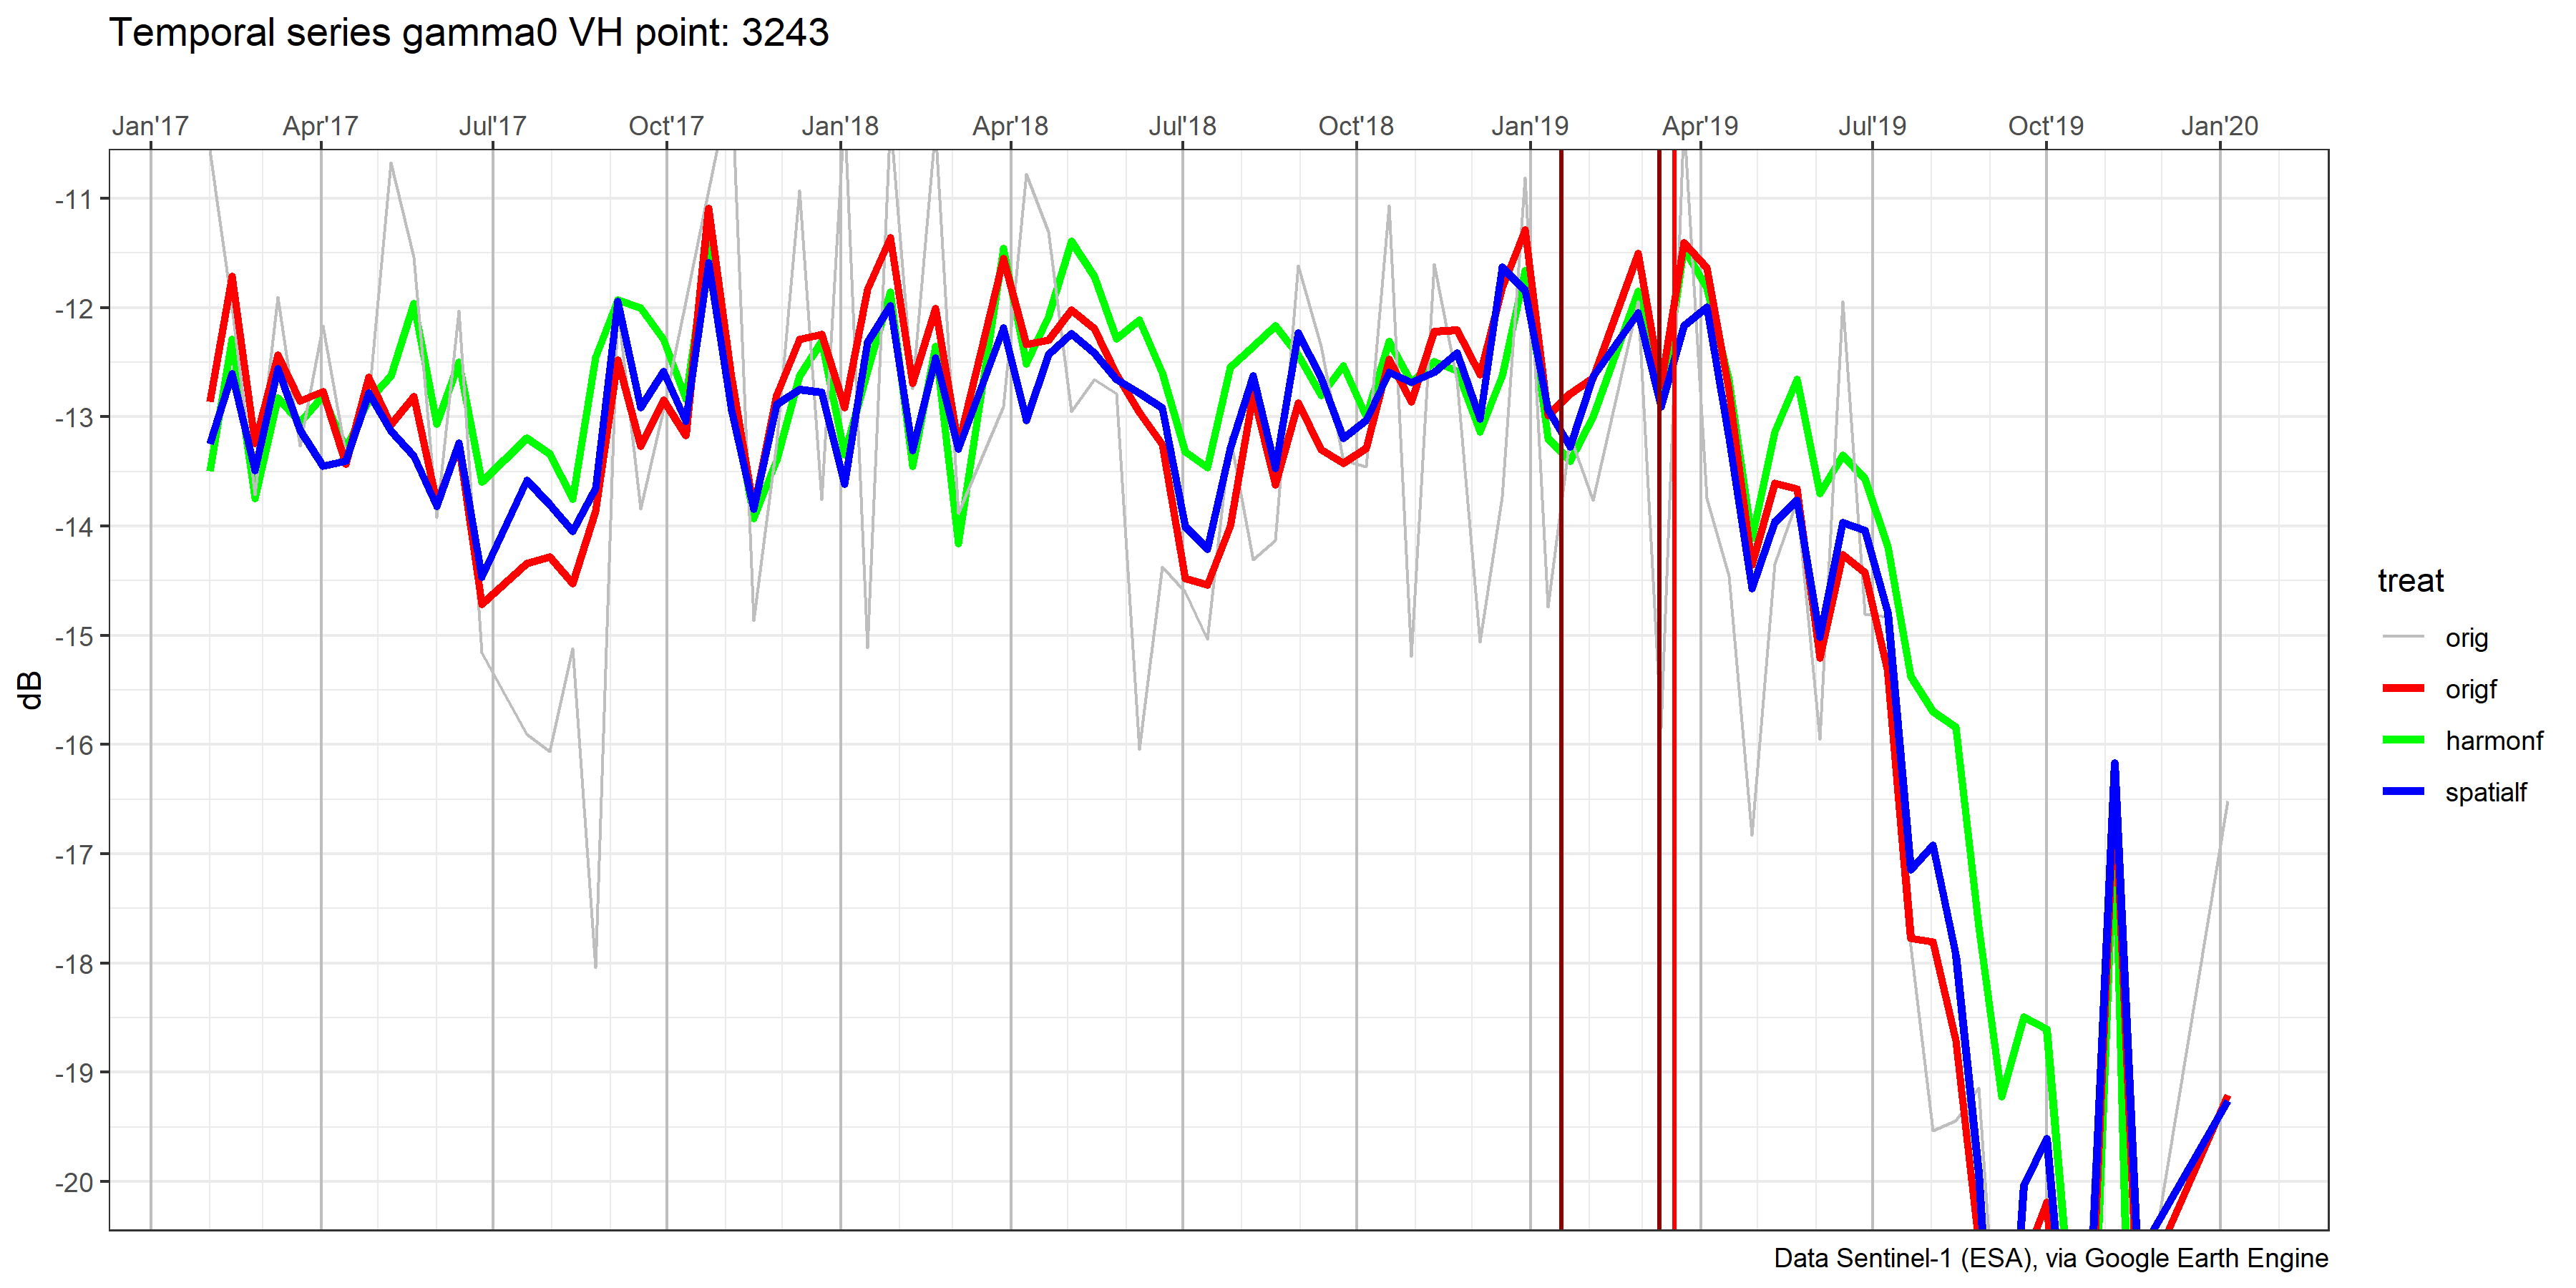 Temporal series gamma0 VH point: 3243
Jan'17 Apr'17 Jul'17 Oct'17 Jan'18 Apr'18 Jul'18 Oct'18 Jan'19 Apr'19 Jul'19 Oct'19 Jan'20
-11
-12
-13
-14
-15
-16
-17
-18
-19
-20
dB
treat
orig
origf
harmonf
spatialf
Data Sentinel-1 (ESA), via Google Earth Engine